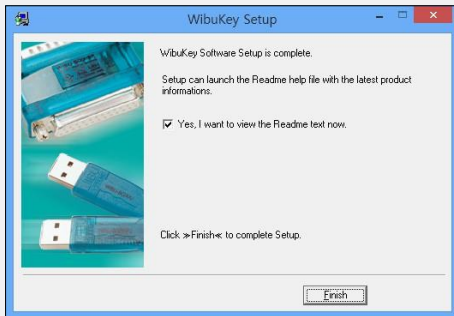 WibuKey Setup
WibuKey Software Setup is complete.
Setup can launch the Readme help file with the latest product
informations.
Yes, I want to view the Readme text now.
Click ≫Finish≪ to complete Setup.
Finish